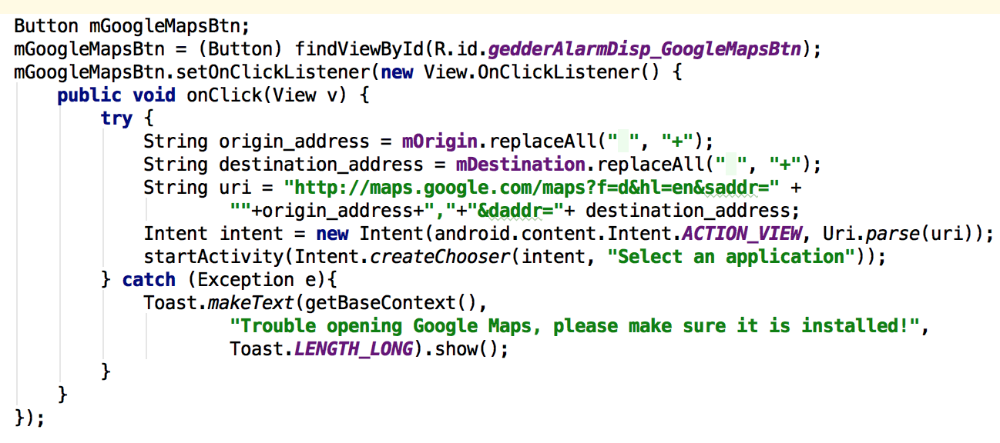 Button mGoogleMapsBtn;
mGoogleMapsBtn = (Button) findViewById(R.id.gedderAlarmDisp_GoogleMapsBtn);
mGoogleMapsBtn.setOnClickListener(new View.OnClickListener() {
    public void onClick(View v) {
        try {
            String origin_address = mOrigin.replaceAll(" ", "+");
            String destination_address = mDestination.replaceAll(" ", "+");
            String uri = "http://maps.google.com/maps?f=d&hl=en&saddr=" +
                    ""+origin_address+","+"&daddr="+ destination_address;
            Intent intent = new Intent(android.content.Intent.ACTION_VIEW, Uri.parse(uri));
            startActivity(Intent.createChooser(intent, "Select an application"));
        } catch (Exception e){
            Toast.makeText(getBaseContext(),
                    "Trouble opening Google Maps, please make sure it is installed!",
                    Toast.LENGTH_LONG).show();
        }
    }
});